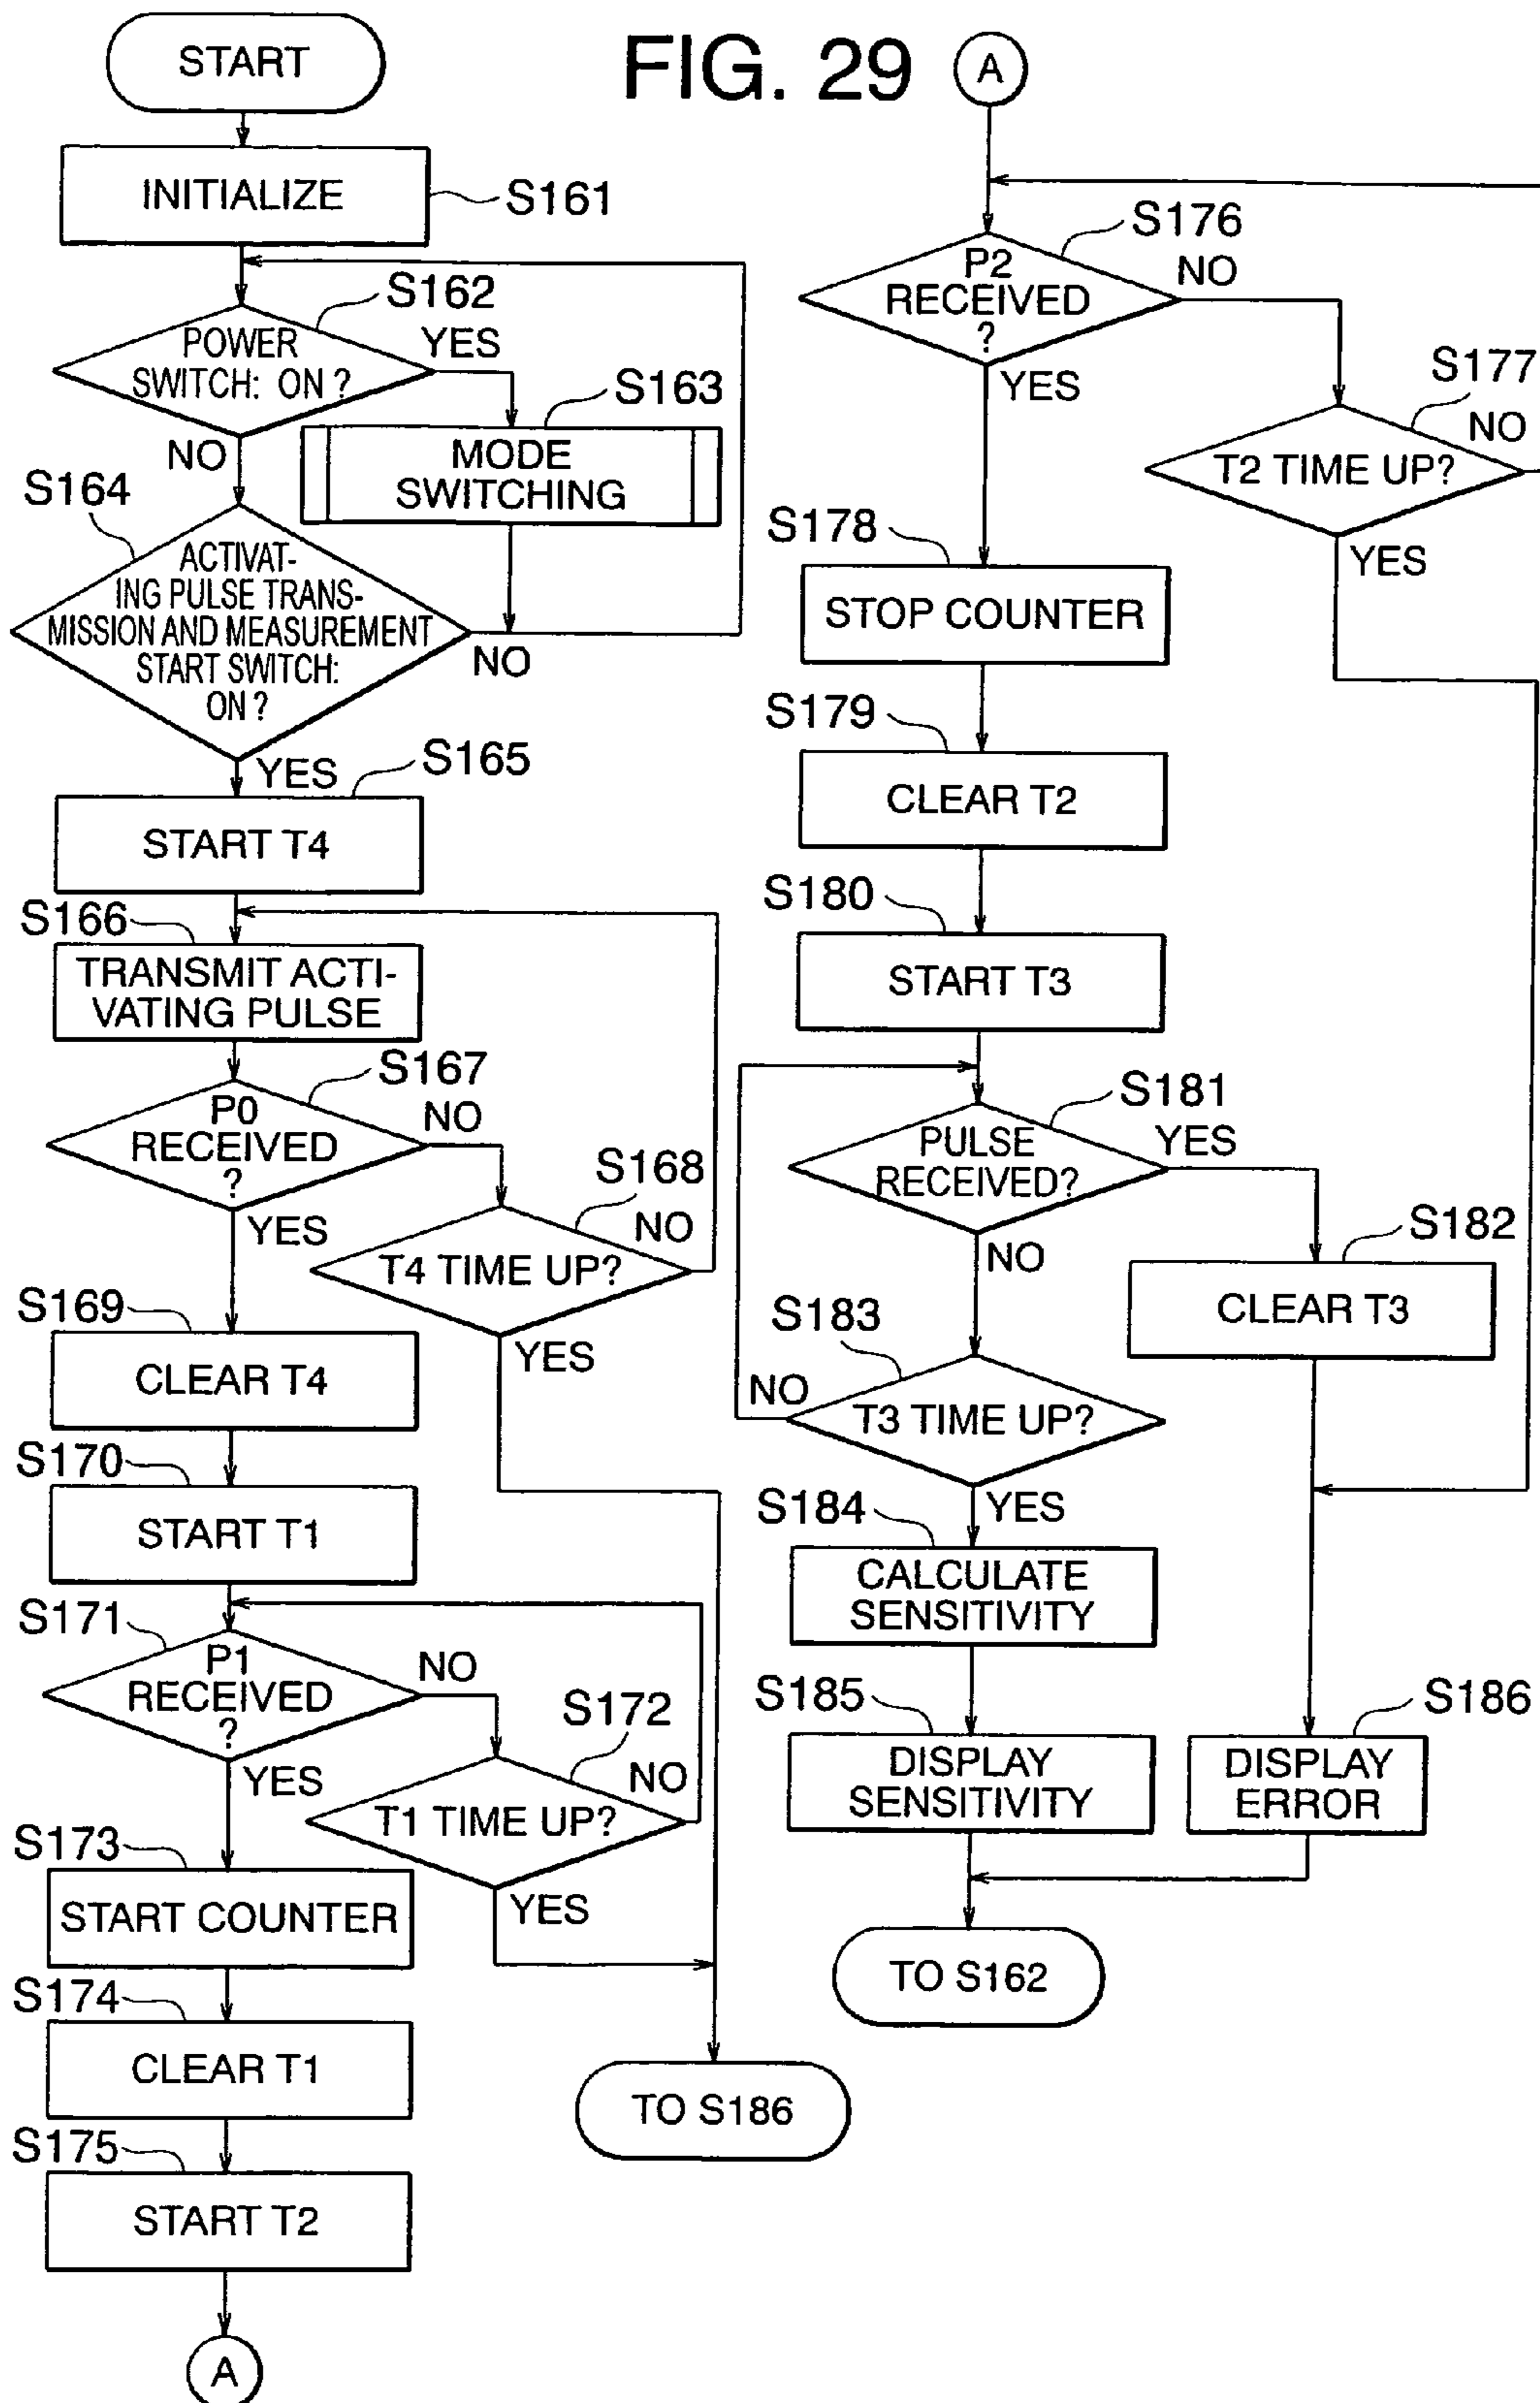 FIG. 29
START
INITIALIZE
S161
S162
POWER
SWITCH: ON ?
YES
NO
S163
MODE
SWITCHING
S164
ACTIVAT-
ING PULSE TRANS-
MISSION AND MEASUREMENT
START SWITCH:
ON ?
NO
YES
S165
START T4
S166
TRANSMIT ACTI-
VATING PULSE
S167
P0
RECEIVED
?
NO
YES
S168
T4 TIME UP?
NO
YES
S169
CLEAR T4
S170
START T1
S171
P1
RECEIVED
?
NO
YES
S172
T1 TIME UP?
NO
YES
S173
START COUNTER
S174
CLEAR T1
S175
START T2
A
TO S186
A
S176
P2
RECEIVED
?
NO
YES
S177
T2 TIME UP?
NO
YES
S178
STOP COUNTER
S179
CLEAR T2
S180
START T3
S181
PULSE
RECEIVED?
YES
NO
S182
CLEAR T3
S183
T3 TIME UP?
NO
YES
S184
CALCULATE
SENSITIVITY
S185
DISPLAY
SENSITIVITY
S186
DISPLAY
ERROR
TO S162